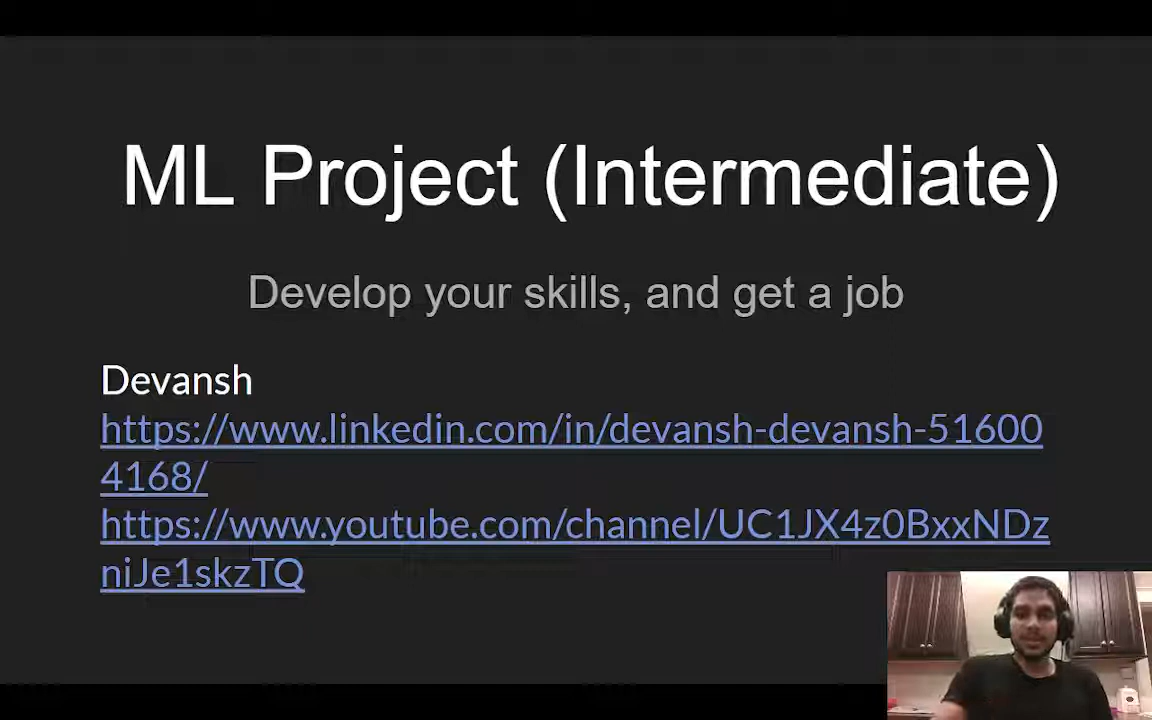 ML Project (Intermediate)
Develop your skills, and get a job
Devansh
https://www.linkedin.com/in/devansh-devansh-51600
4168/
https://www.youtube.com/channel/UC1JX4z0BxxNDz
niJe1skzTQ